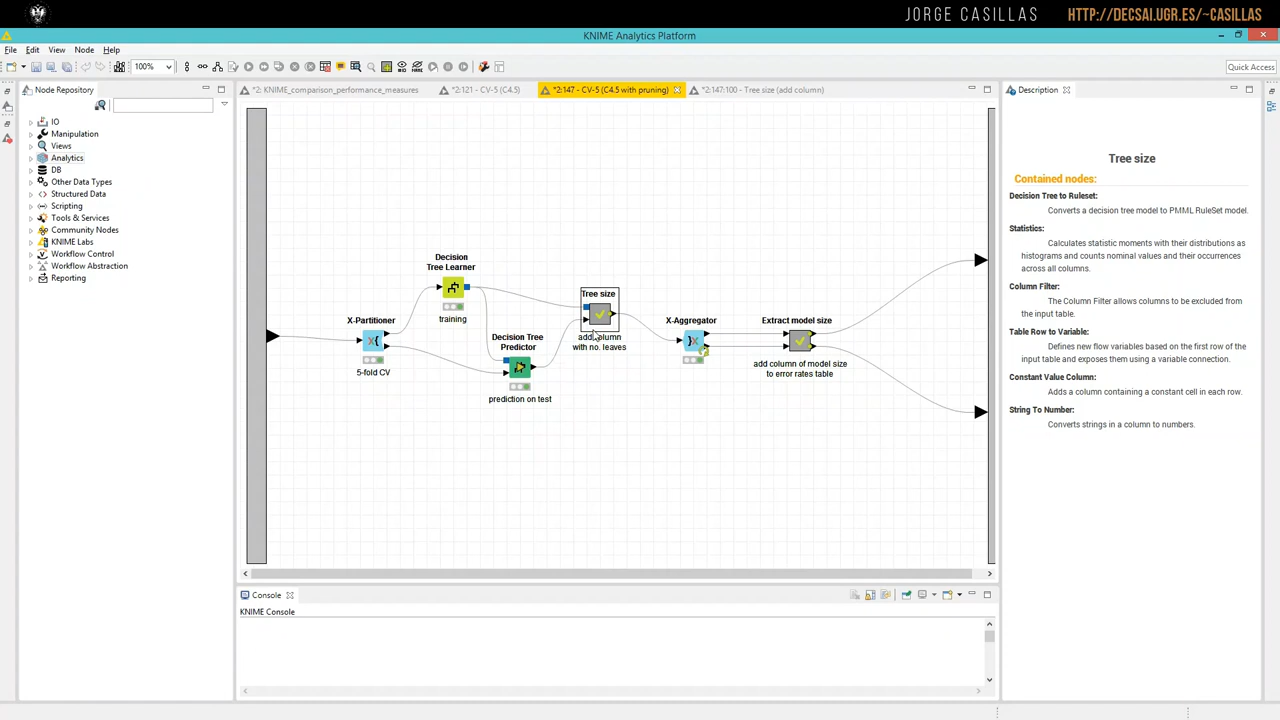 JORGE CASILLAS HTTP://DECSAI.UGR.ES/~CASILLAS
KNIME Analytics Platform
File Edit View Node Help
100%
Quick Access
Node Repository
*2: KNIME_comparison_performance_measures
*2:121 - CV-5 (C4.5)
*2:147 - CV-5 (C4.5 with pruning)
*2:147:100 - Tree size (add column)
Description
IO
Manipulation
Views
Analytics
DB
Other Data Types
Structured Data
Scripting
Tools & Services
Community Nodes
KNIME Labs
Workflow Control
Workflow Abstraction
Reporting
X-Partitioner
5-fold CV
Decision
Tree Learner
training
Decision Tree
Predictor
prediction on test
Tree size
add column
with no. leaves
X-Aggregator
Extract model size
add column of model size
to error rates table
Tree size
Contained nodes:
Decision Tree to Ruleset:
Converts a decision tree model to PMML RuleSet model.
Statistics:
Calculates statistic moments with their distributions as
histograms and counts nominal values and their occurrences
across all columns.
Column Filter:
The Column Filter allows columns to be excluded from
the input table.
Table Row to Variable:
Defines new flow variables based on the first row of the
input table and exposes them using a variable connection.
Constant Value Column:
Adds a column containing a constant cell in each row.
String To Number:
Converts strings in a column to numbers.
Console
KNIME Console